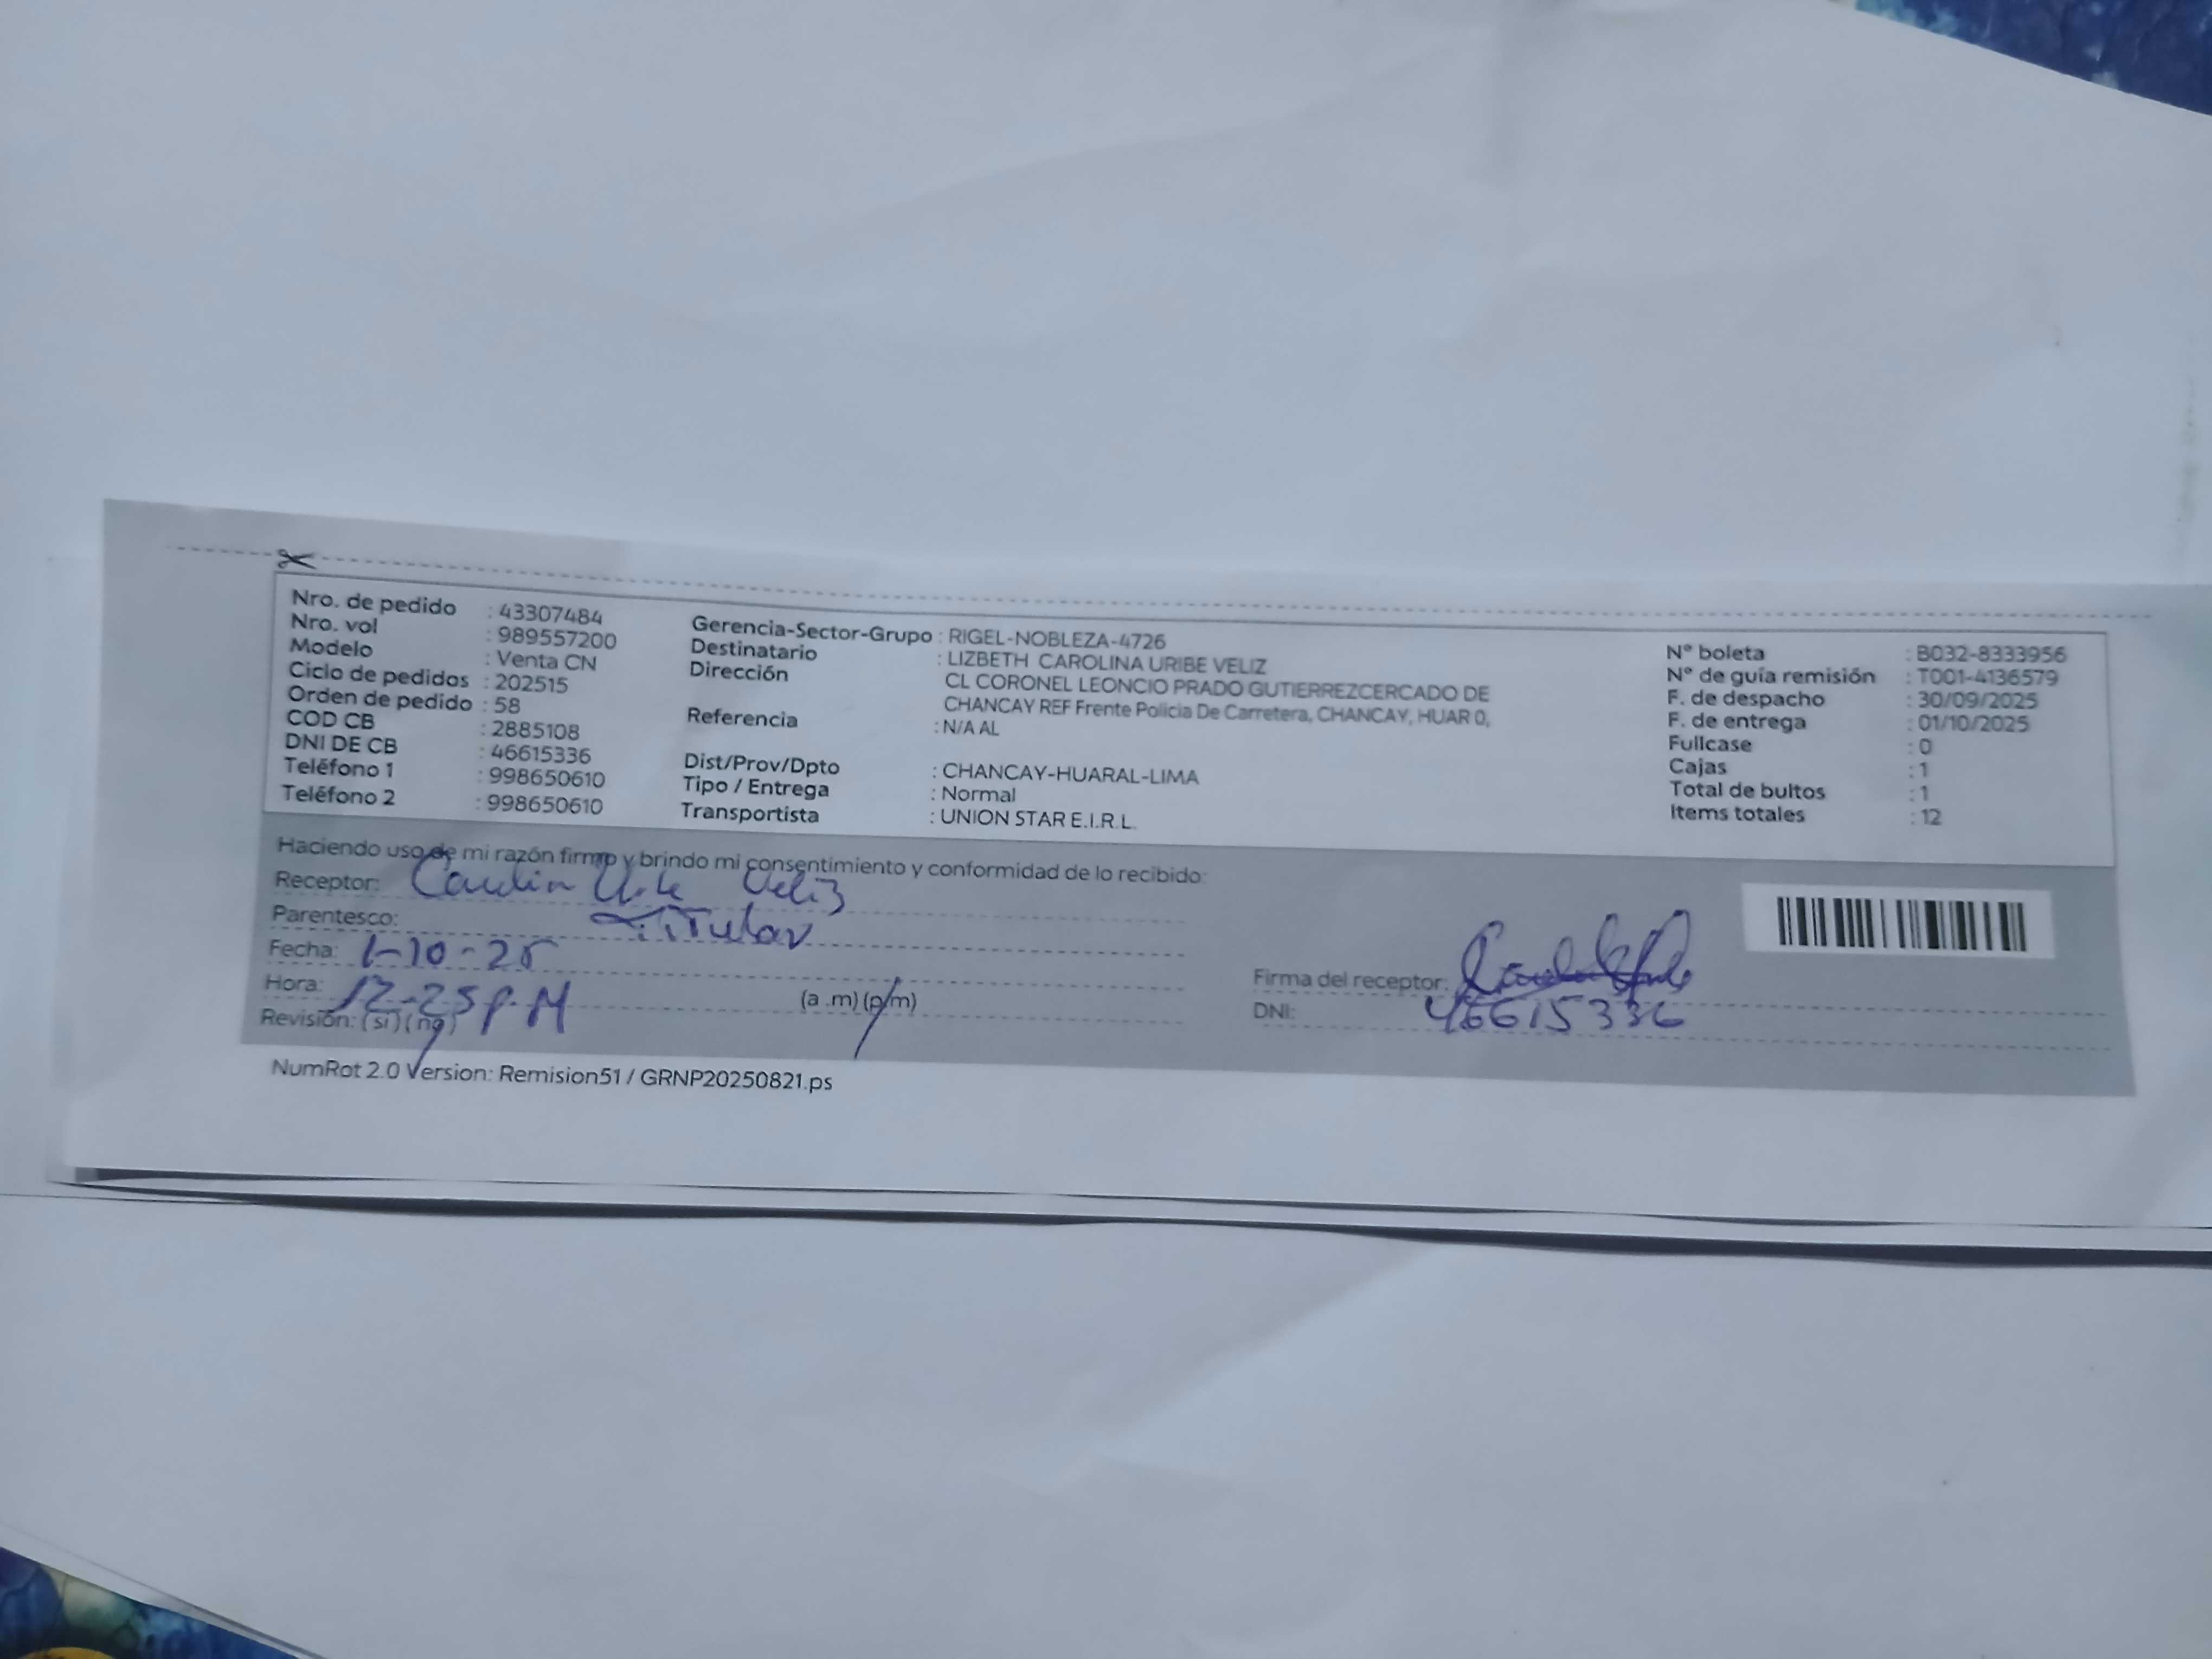 Nro. de pedido : 43307484
Nro. vol : 989557200
Modelo : Venta CN
Ciclo de pedidos : 202515
Orden de pedido : 58
COD CB : 2885108
DNI DE CB : 46615336
Teléfono 1 : 998650610
Teléfono 2 : 998650610
Gerencia-Sector-Grupo : RIGEL-NOBLEZA-4726
Destinatario : LIZBETH CAROLINA URIBE VELIZ
Dirección CL CORONEL LEONCIO PRADO GUTIERREZCERCADO DE
CHANCAY REF Frente Policia De Carretera, CHANCAY, HUAR 0,
Referencia : N/A AL
Dist/Prov/Dpto : CHANCAY-HUARAL-LIMA
Tipo / Entrega : Normal
Transportista : UNION STAR E.I.R.L.
N° boleta : B032-8333956
N° de guía remisión : T001-4136579
F. de despacho : 30/09/2025
F. de entrega : 01/10/2025
Fullcase : 0
Cajas : 1
Total de bultos : 1
Items totales : 12
Haciendo uso de mi razón firmo y brindo mi consentimiento y conformidad de lo recibido:
Receptor: Veliz
Parentesco: Titular
Fecha: 1-10-25
Hora: 12-25 P.M (a .m) (p/m)
Revisión: (si) (no)
Firma del receptor:
DNI: 46615336
NumRot 2.0 Version: Remision51 / GRNP20250821.ps